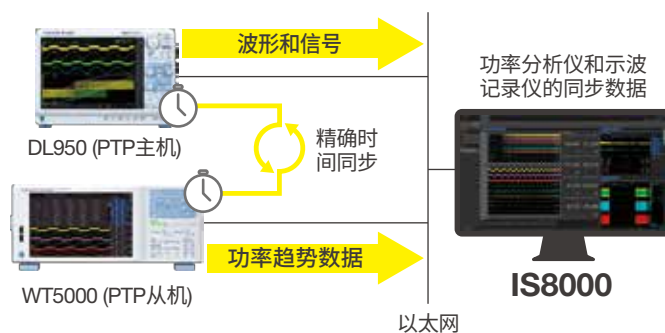 波形和信号
功率分析仪和示波
记录仪的同步数据
DL950 (PTP主机)
精确时
间同步
功率趋势数据
WT5000 (PTP从机)
IS8000
以太网